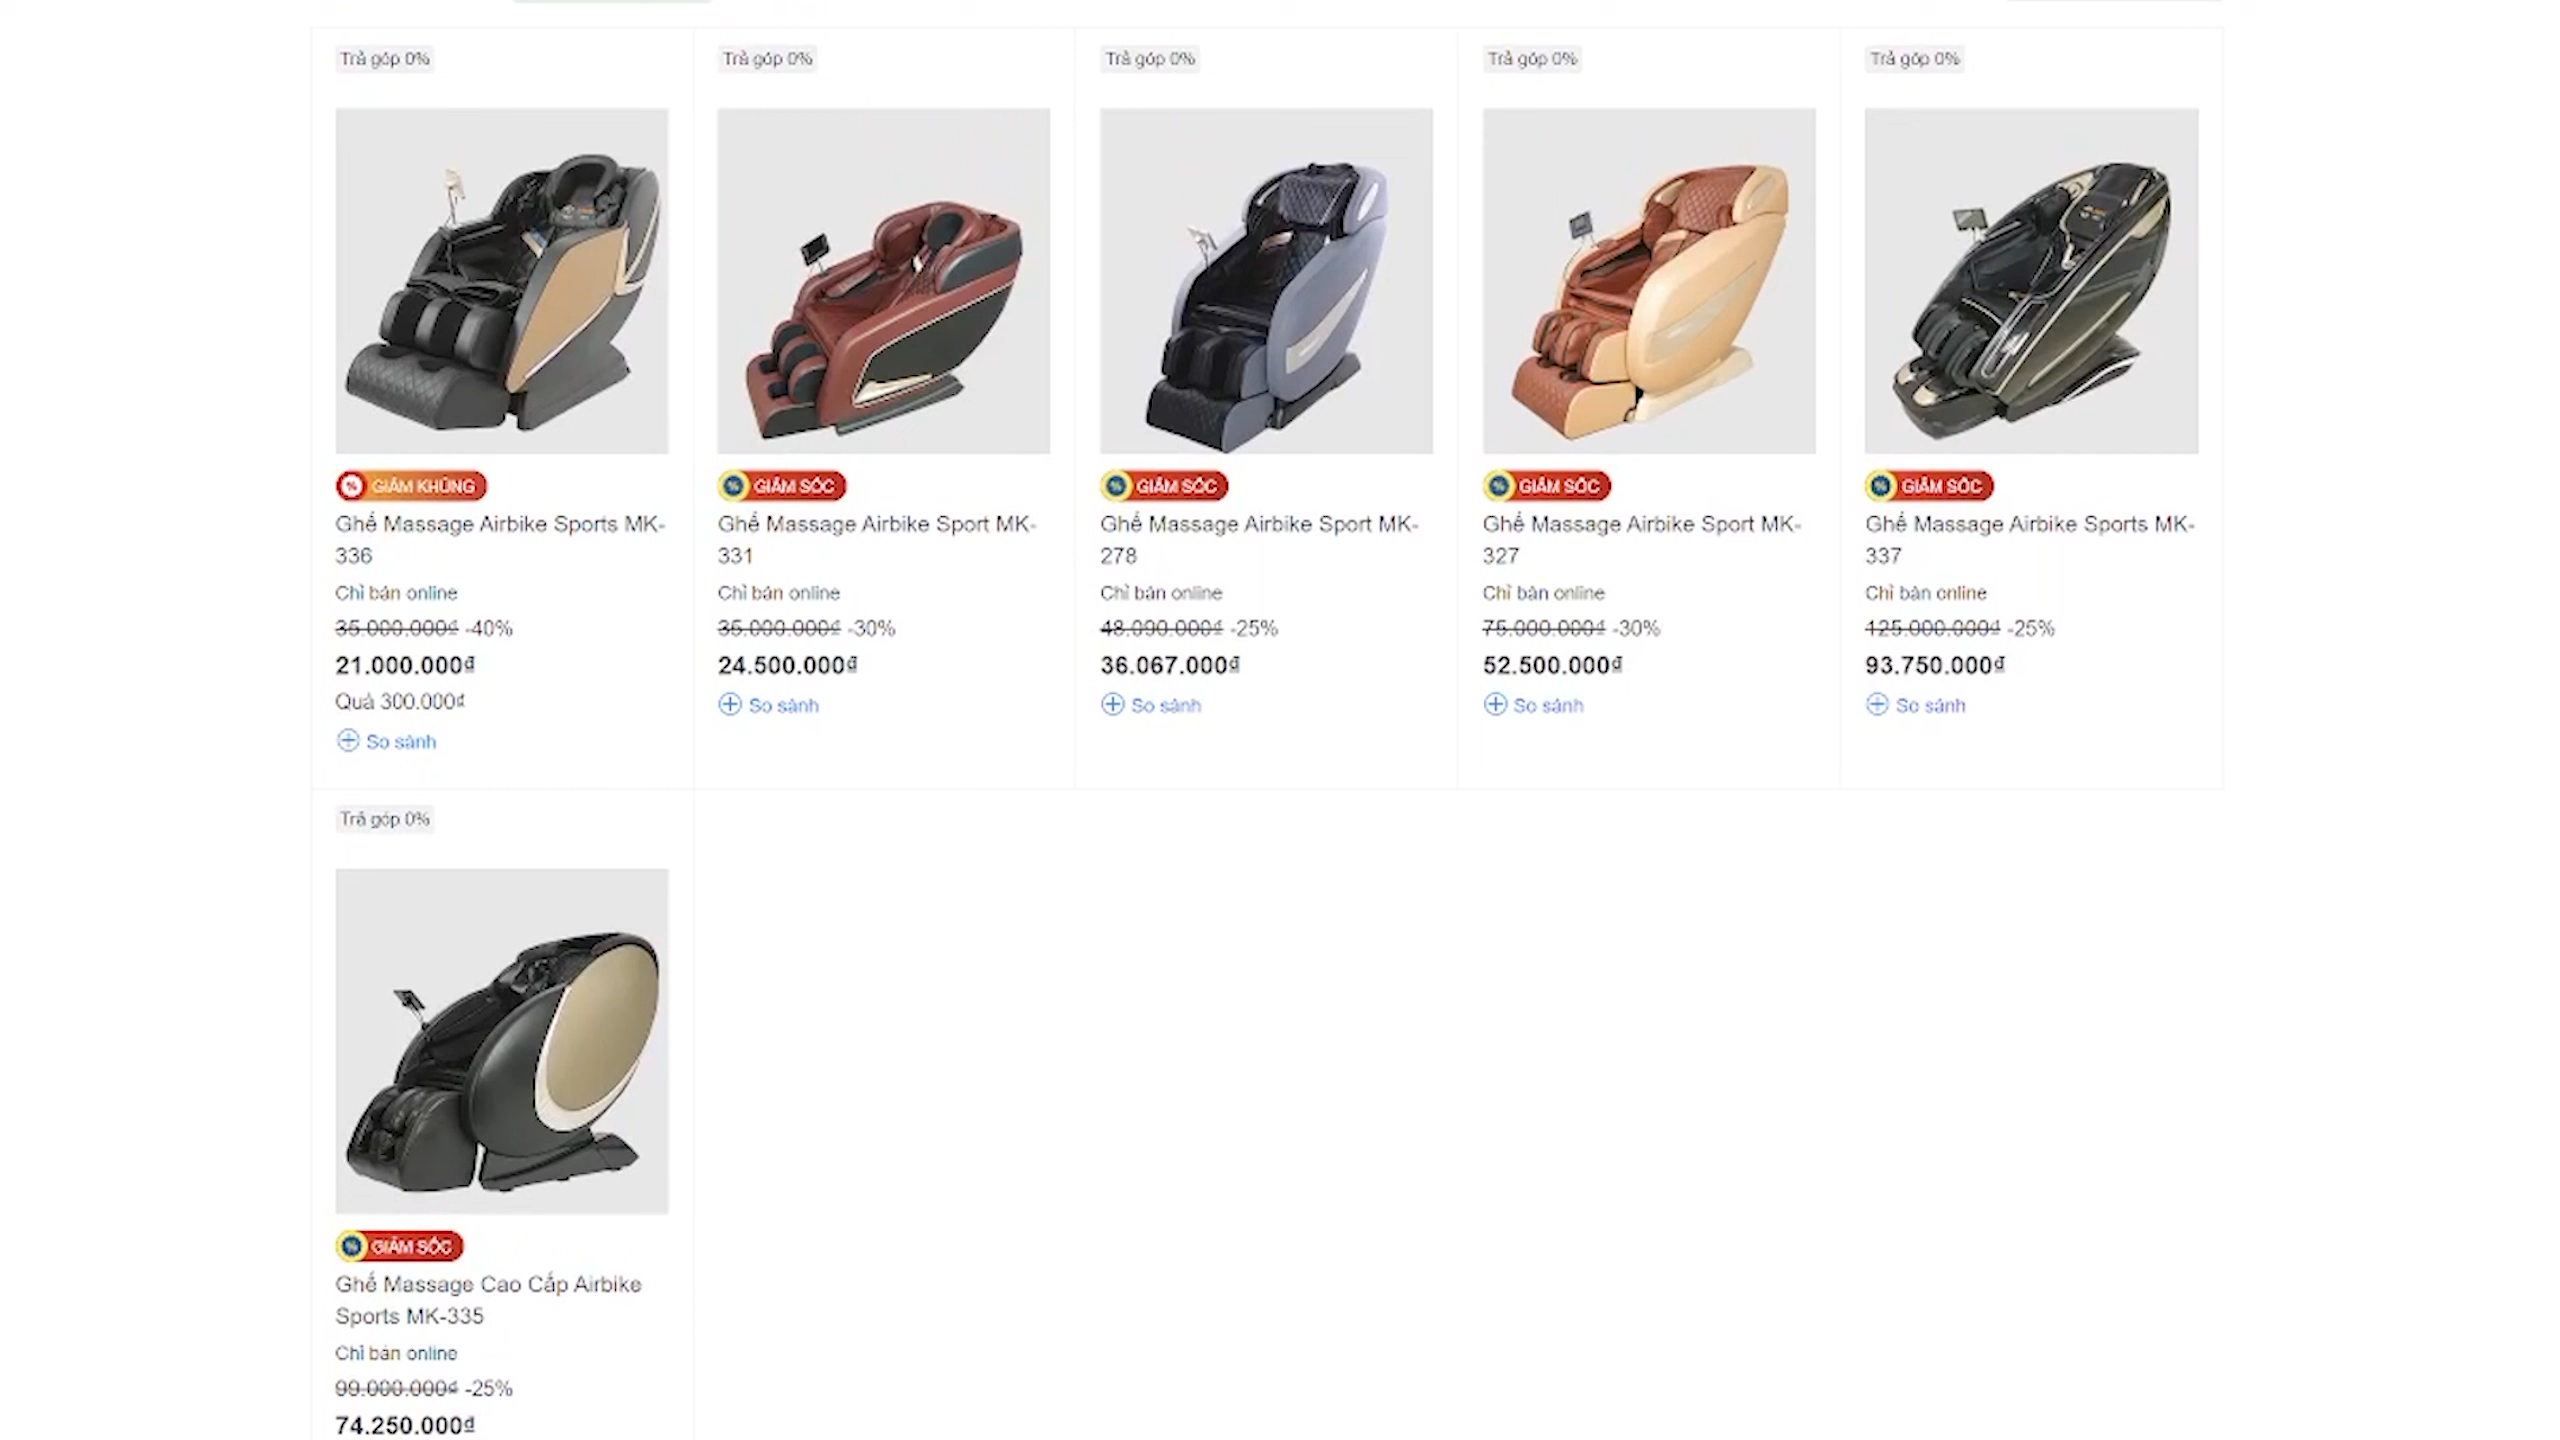 Trả góp 0%
Trả góp 0%
Trả góp 0%
Trả góp 0%
Trả góp 0%
GIẢM KHỦNG
Ghế Massage Airbike Sports MK-
336
Chỉ bán online
35.000.000₫ -40%
21.000.000₫
Quà 300.000₫
So sánh
GIẢM SỐC
Ghế Massage Airbike Sport MK-
331
Chỉ bán online
35.000.000₫ -30%
24.500.000₫
So sánh
GIẢM SỐC
Ghế Massage Airbike Sport MK-
278
Chỉ bán online
48.090.000₫ -25%
36.067.000₫
So sánh
GIẢM SỐC
Ghế Massage Airbike Sport MK-
327
Chỉ bán online
75.000.000₫ -30%
52.500.000₫
So sánh
GIẢM SỐC
Ghế Massage Airbike Sports MK-
337
Chỉ bán online
125.000.000₫ -25%
93.750.000₫
So sánh
Trả góp 0%
GIẢM SỐC
Ghế Massage Cao Cấp Airbike
Sports MK-335
Chỉ bán online
99.000.000₫ -25%
74.250.000₫